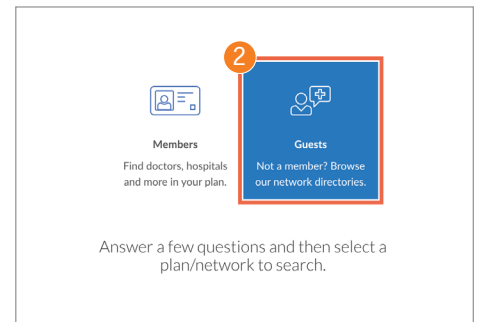 2
Members
Find doctors, hospitals
and more in your plan.
Guests
Not a member? Browse
our network directories.
Answer a few questions and then select a
plan/network to search.